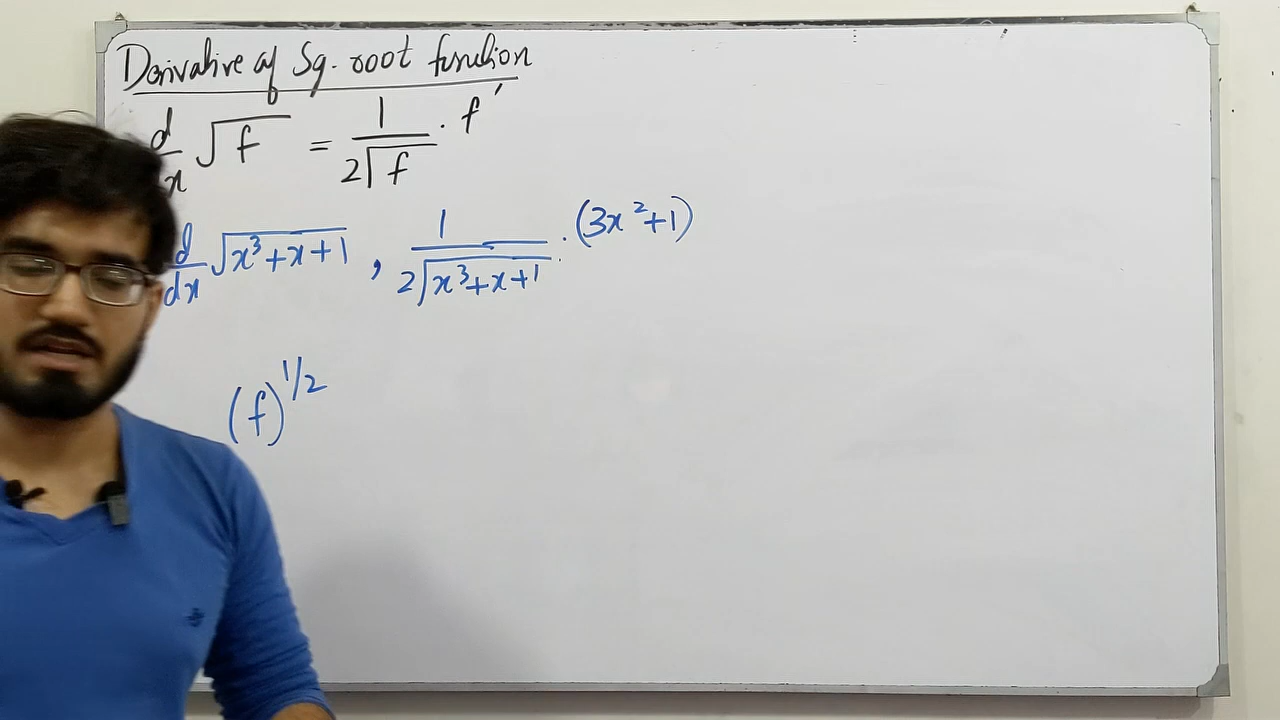 Derivative of Sq. root function
d/dx √f = 1/(2√f) · f′
d/dx √(x³+x+1) , 1/(2√(x³+x+1)) · (3x²+1)
(f)^1/2